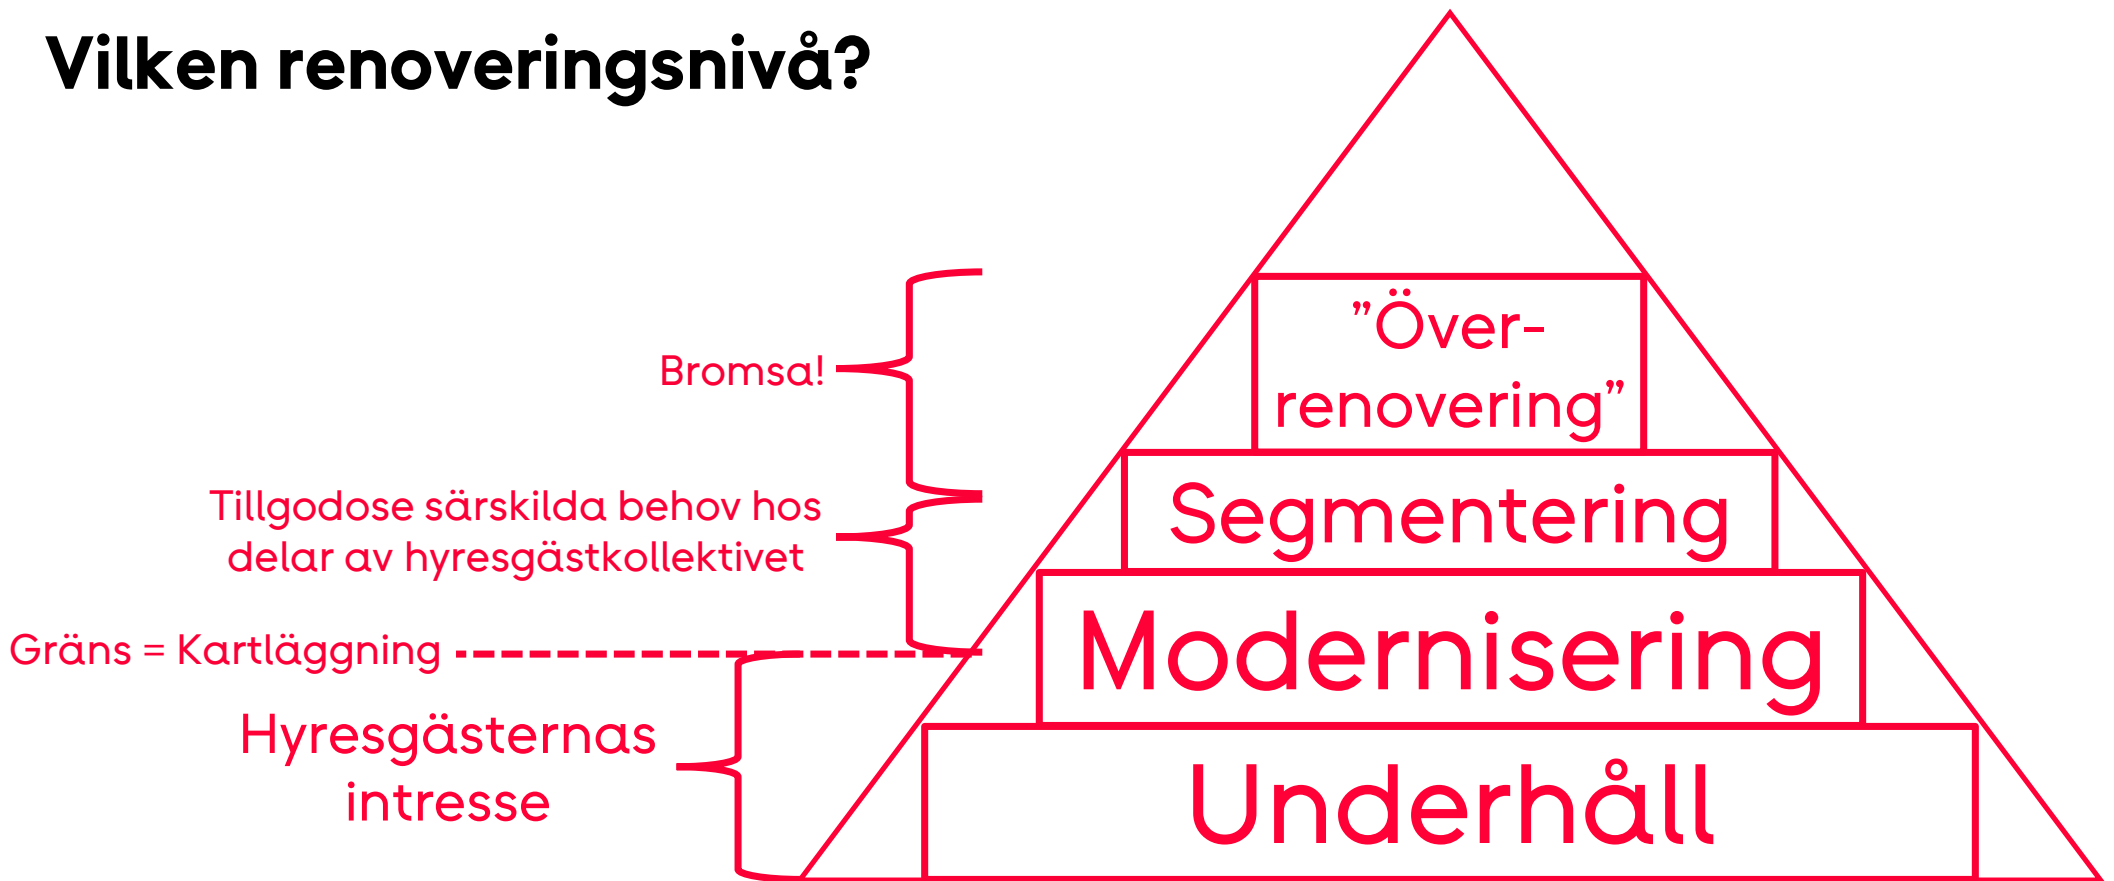 Vilken renoveringsnivå?
”Över-
renovering”
Bromsa!
Segmentering
Tillgodose särskilda behov hos
delar av hyresgästkollektivet
Modernisering
Gräns = Kartläggning
Hyresgästernas
intresse
Underhåll